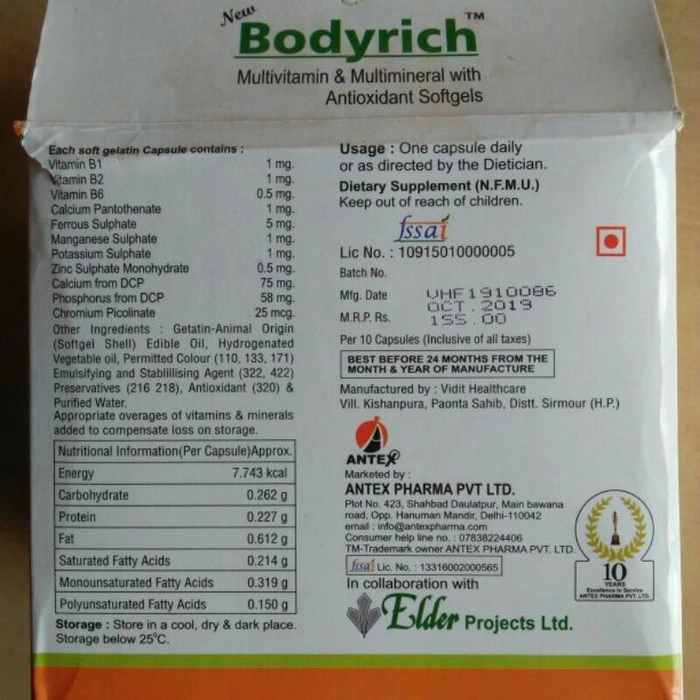 New
Bodyrich™
Multivitamin & Multimineral with
Antioxidant Softgels
Each soft gelatin Capsule contains :
Vitamin B1 1 mg.
Vitamin B2 1 mg.
Vitamin B6 0.5 mg.
Calcium Pantothenate 1 mg.
Ferrous Sulphate 5 mg.
Manganese Sulphate 1 mg.
Potassium Sulphate 1 mg.
Zinc Sulphate Monohydrate 0.5 mg.
Calcium from DCP 75 mg.
Phosphorus from DCP 58 mg.
Chromium Picolinate 25 mcg.
Other Ingredients : Getatin-Animal Origin
(Softgel Shell) Edible Oil, Hydrogenated
Vegetable oil, Permitted Colour (110, 133, 171)
Emulsifying and Stablilising Agent (322, 422)
Preservatives (216 218), Antioxidant (320) &
Purified Water.
Appropriate overages of vitamins & minerals
added to compensate loss on storage.
Nutritional Information(Per Capsule)Approx.
Energy 7.743 kcal
Carbohydrate 0.262 g
Protein 0.227 g
Fat 0.612 g
Saturated Fatty Acids 0.214 g
Monounsaturated Fatty Acids 0.319 g
Polyunsaturated Fatty Acids 0.150 g
Storage : Store in a cool, dry & dark place.
Storage below 25°C.
Usage : One capsule daily
or as directed by the Dietician.
Dietary Supplement (N.F.M.U.)
Keep out of reach of children.
fssai
Lic No. : 10915010000005
Batch No. VHF1910086
Mfg. Date OCT.2019
M.R.P. Rs. 155.00
Per 10 Capsules (Inclusive of all taxes)
BEST BEFORE 24 MONTHS FROM THE
MONTH & YEAR OF MANUFACTURE
Manufactured by : Vidit Healthcare
Vill. Kishanpura, Paonta Sahib, Distt. Sirmour (H.P.)
ANTEX
Marketed by :
ANTEX PHARMA PVT LTD.
Plot No. 423, Shahbad Daulatpur, Main bawana
road, Opp. Hanuman Mandir, Delhi-110042
email : info@antexpharma.com
Consumer help line no. : 07838224406
TM-Trademark owner ANTEX PHARMA PVT. LTD.
fssai Lic. No. : 13316002000565
In collaboration with
Elder Projects Ltd.
10
YEARS
Excellence in Service
ANTEX PHARMA PVT. LTD.